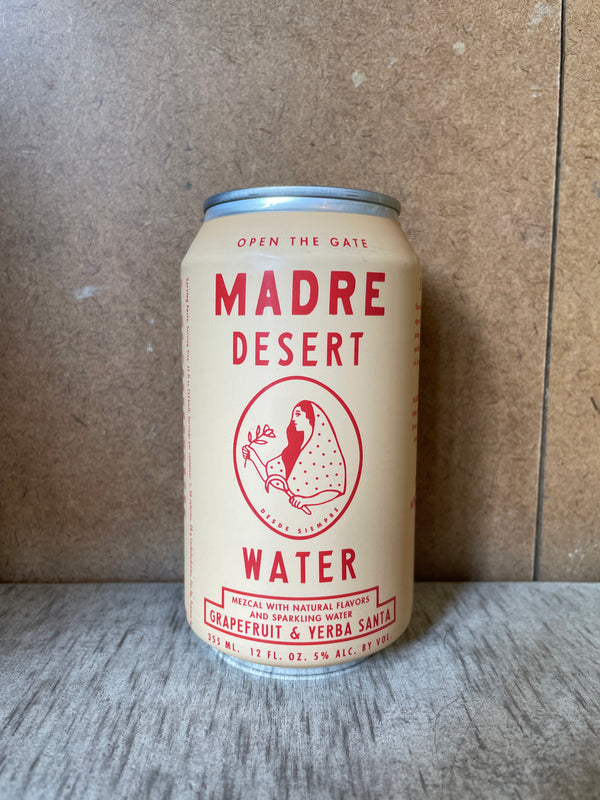 OPEN THE GATE
MADRE
DESERT
DESDE SIEMPRE
WATER
MEZCAL WITH NATURAL FLAVORS
AND SPARKLING WATER
GRAPEFRUIT & YERBA SANTA
355 ML. 12 FL. OZ. 5% ALC. BY VOL.